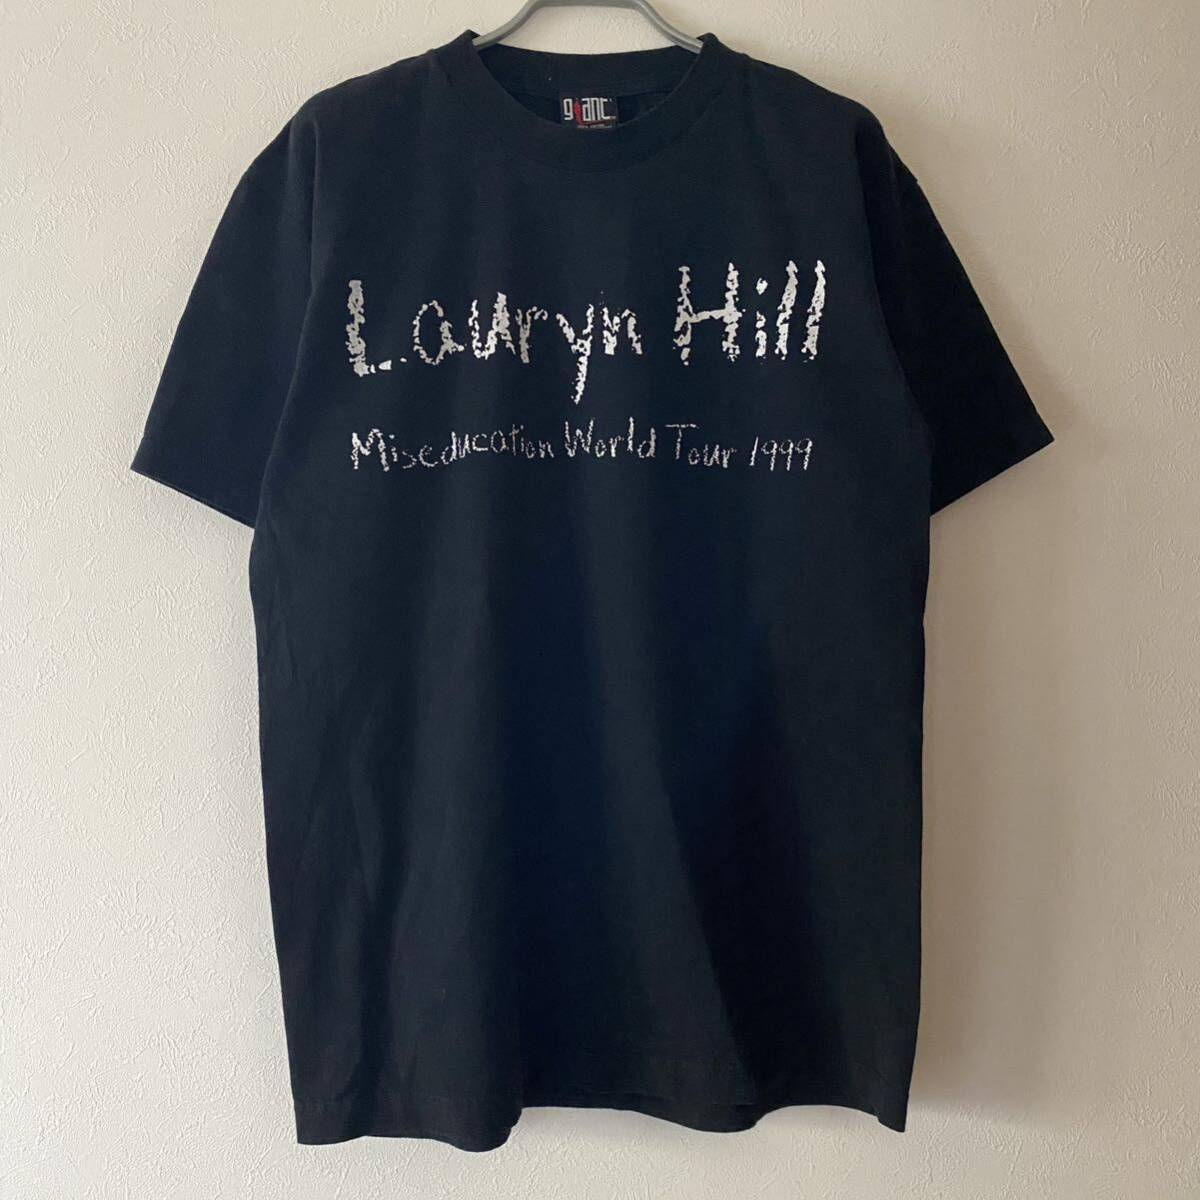 giant
Lauryn Hill
Miseducation World Tour 1999